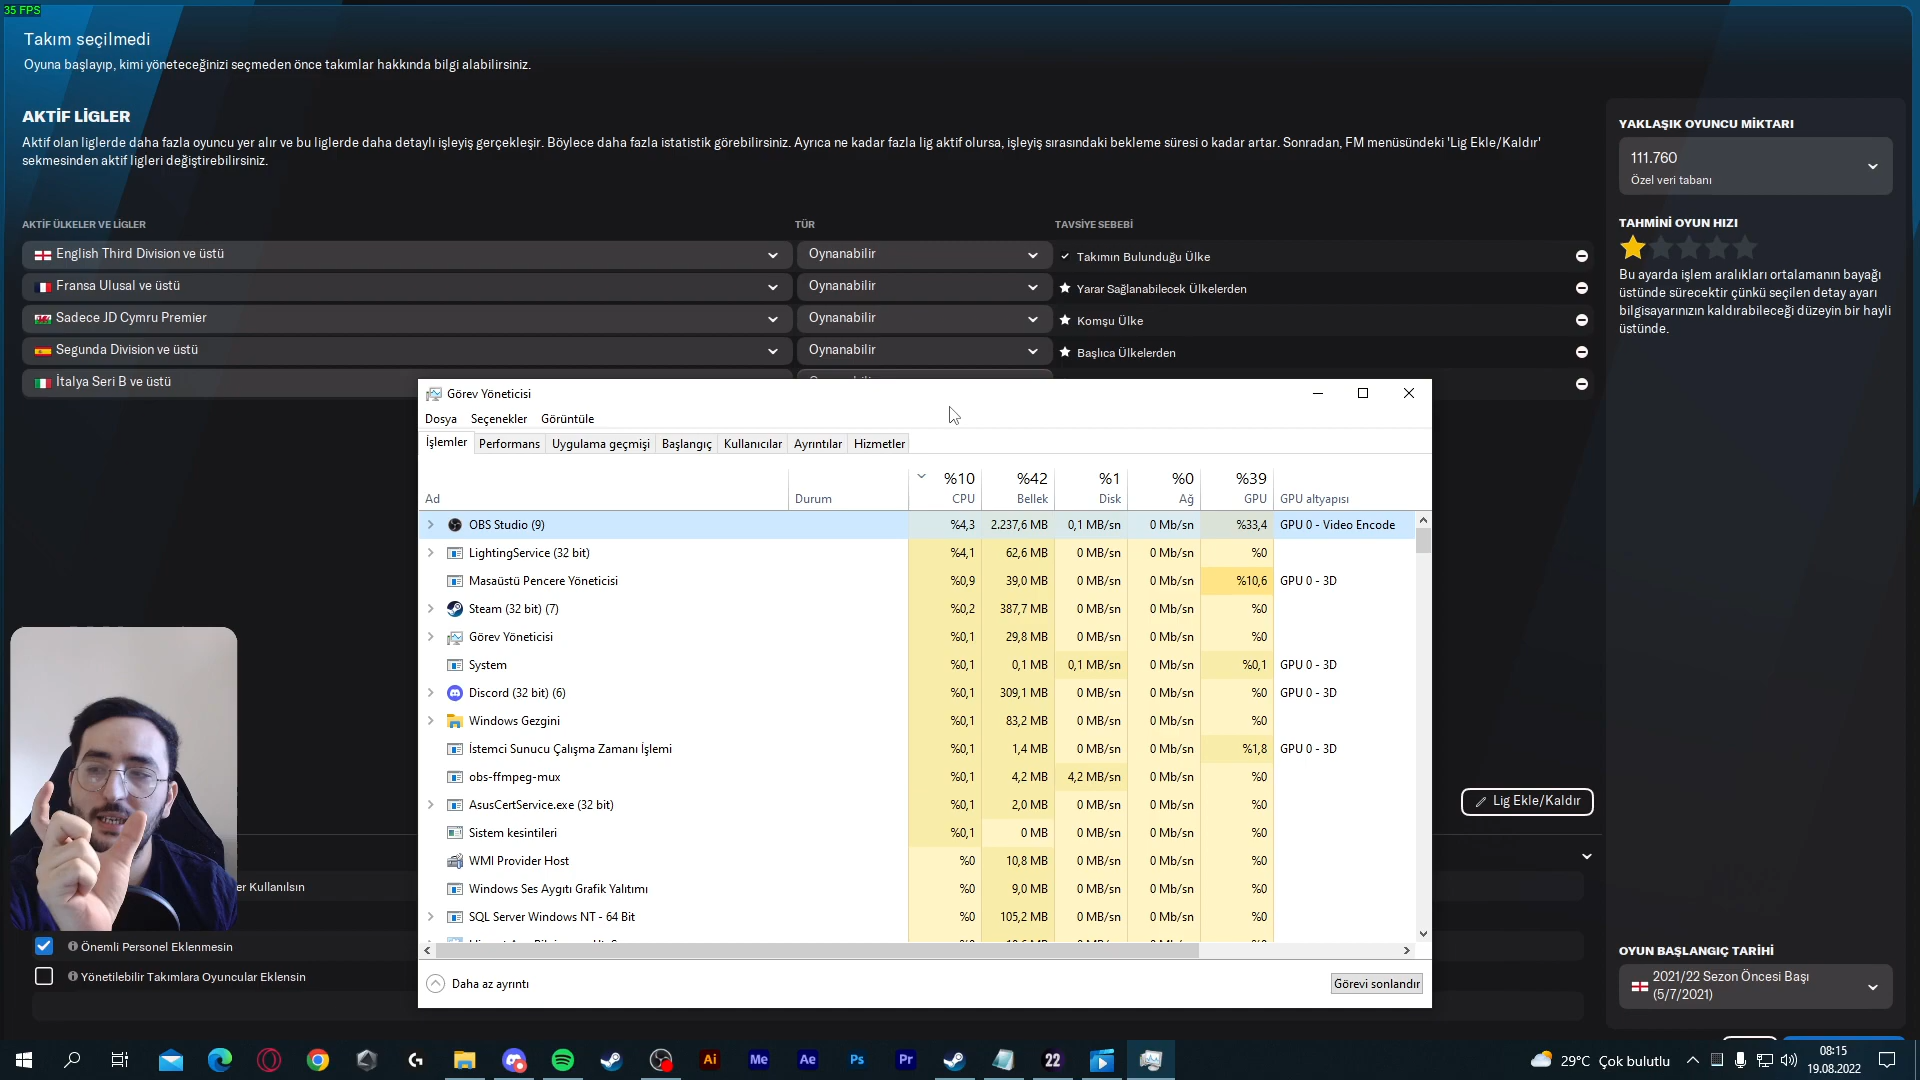 35 FPS
Takım seçilmedi
Oyuna başlayıp, kimi yöneteceğinizi seçmeden önce takımlar hakkında bilgi alabilirsiniz.
AKTİF LİGLER
Aktif olan liglerde daha fazla oyuncu yer alır ve bu liglerde daha detaylı işleyiş gerçekleşir. Böylece daha fazla istatistik görebilirsiniz. Ayrıca ne kadar fazla lig aktif olursa, işleyiş sırasındaki bekleme süresi o kadar artar. Sonradan, FM menüsündeki 'Lig Ekle/Kaldır'
sekmesinden aktif ligleri değiştirebilirsiniz.
AKTİF ÜLKELER VE LİGLER TÜR TAVSİYE SEBEBİ
English Third Division ve üstü Oynanabilir Takımın Bulunduğu Ülke
Fransa Ulusal ve üstü Oynanabilir Yarar Sağlanabilecek Ülkelerden
Sadece JD Cymru Premier Oynanabilir Komşu Ülke
Segunda Division ve üstü Oynanabilir Başlıca Ülkelerden
İtalya Seri B ve üstü
YAKLAŞIK OYUNCU MİKTARI
111.760
Özel veri tabanı
TAHMİNİ OYUN HIZI
Bu ayarda işlem aralıkları ortalamanın bayağı
üstünde sürecektir çünkü seçilen detay ayarı
bilgisayarınızın kaldırabileceği düzeyin bir hayli
üstünde.
Görev Yöneticisi
Dosya Seçenekler Görüntüle
İşlemler Performans Uygulama geçmişi Başlangıç Kullanıcılar Ayrıntılar Hizmetler
%10 %42 %1 %0 %39
Ad Durum CPU Bellek Disk Ağ GPU GPU altyapısı
OBS Studio (9) %4,3 2.237,6 MB 0,1 MB/sn 0 Mb/sn %33,4 GPU 0 - Video Encode
LightingService (32 bit) %4,1 62,6 MB 0 MB/sn 0 Mb/sn %0
Masaüstü Pencere Yöneticisi %0,9 39,0 MB 0 MB/sn 0 Mb/sn %10,6 GPU 0 - 3D
Steam (32 bit) (7) %0,2 387,7 MB 0 MB/sn 0 Mb/sn %0
Görev Yöneticisi %0,1 29,8 MB 0 MB/sn 0 Mb/sn %0
System %0,1 0,1 MB 0,1 MB/sn 0 Mb/sn %0,1 GPU 0 - 3D
Discord (32 bit) (6) %0,1 309,1 MB 0 MB/sn 0 Mb/sn %0 GPU 0 - 3D
Windows Gezgini %0,1 83,2 MB 0 MB/sn 0 Mb/sn %0
İstemci Sunucu Çalışma Zamanı İşlemi %0,1 1,4 MB 0 MB/sn 0 Mb/sn %1,8 GPU 0 - 3D
obs-ffmpeg-mux %0,1 4,2 MB 4,2 MB/sn 0 Mb/sn %0
AsusCertService.exe (32 bit) %0,1 2,0 MB 0 MB/sn 0 Mb/sn %0
Sistem kesintileri %0,1 0 MB 0 MB/sn 0 Mb/sn %0
WMI Provider Host %0 10,8 MB 0 MB/sn 0 Mb/sn %0
Windows Ses Aygıtı Grafik Yalıtımı %0 9,0 MB 0 MB/sn 0 Mb/sn %0
SQL Server Windows NT - 64 Bit %0 105,2 MB 0 MB/sn 0 Mb/sn %0
Daha az ayrıntı Görevi sonlandır
Lig Ekle/Kaldır
er Kullanılsın
Önemli Personel Eklenmesin
Yönetilebilir Takımlara Oyuncular Eklensin
OYUN BAŞLANGIÇ TARİHİ
2021/22 Sezon Öncesi Başı
(5/7/2021)
Ai Me Ae Ps Pr 22
29°C Çok bulutlu
08:15
19.08.2022